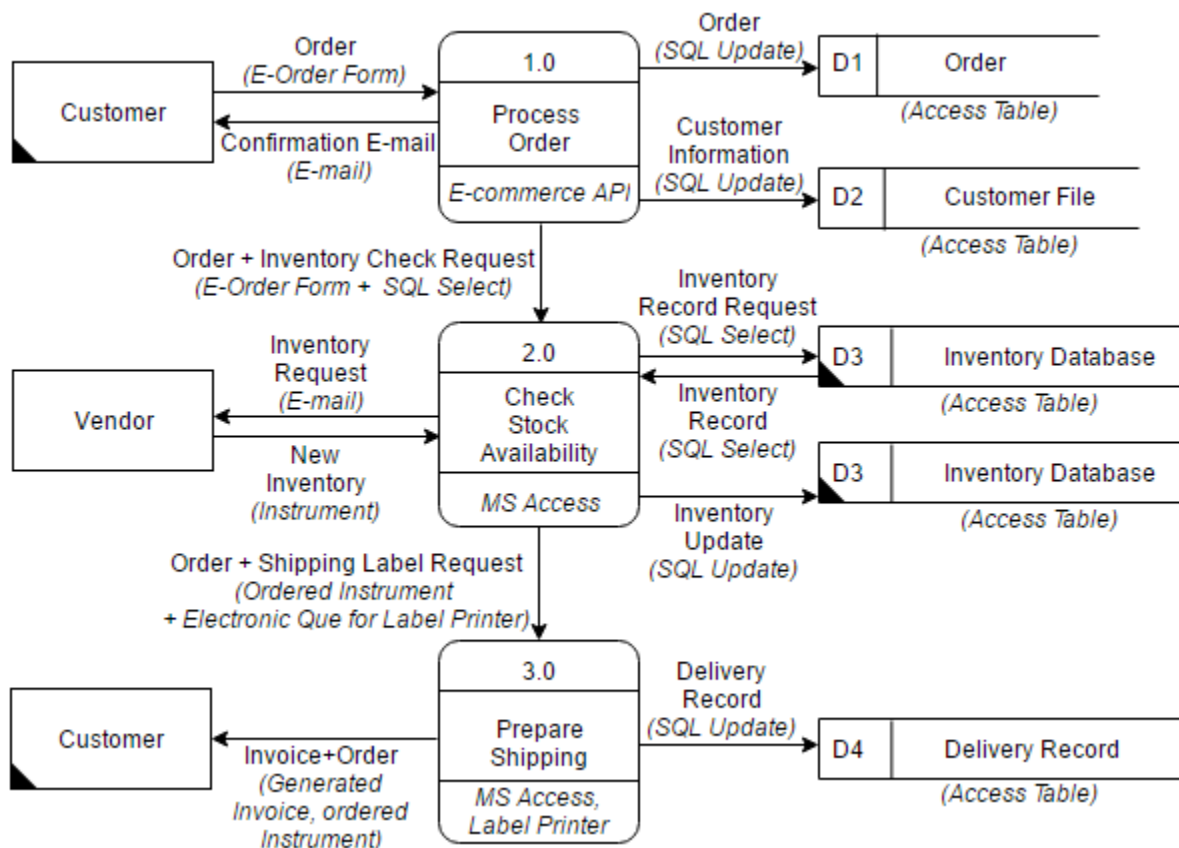 Order
(E-Order Form)
Customer
Confirmation E-mail
(E-mail)
1.0
Process
Order
E-commerce API
Order
(SQL Update)
D1 Order
(Access Table)
Customer
Information
(SQL Update)
D2 Customer File
(Access Table)
Order + Inventory Check Request
(E-Order Form + SQL Select)
Inventory
Request
(E-mail)
Vendor
New
Inventory
(Instrument)
2.0
Check
Stock
Availability
MS Access
Inventory
Record Request
(SQL Select)
D3 Inventory Database
(Access Table)
Inventory
Record
(SQL Select)
D3 Inventory Database
(Access Table)
Inventory
Update
(SQL Update)
Order + Shipping Label Request
(Ordered Instrument
+ Electronic Que for Label Printer)
3.0
Prepare
Shipping
MS Access,
Label Printer
Customer
Invoice+Order
(Generated
Invoice, ordered
Instrument)
Delivery
Record
(SQL Update)
D4 Delivery Record
(Access Table)